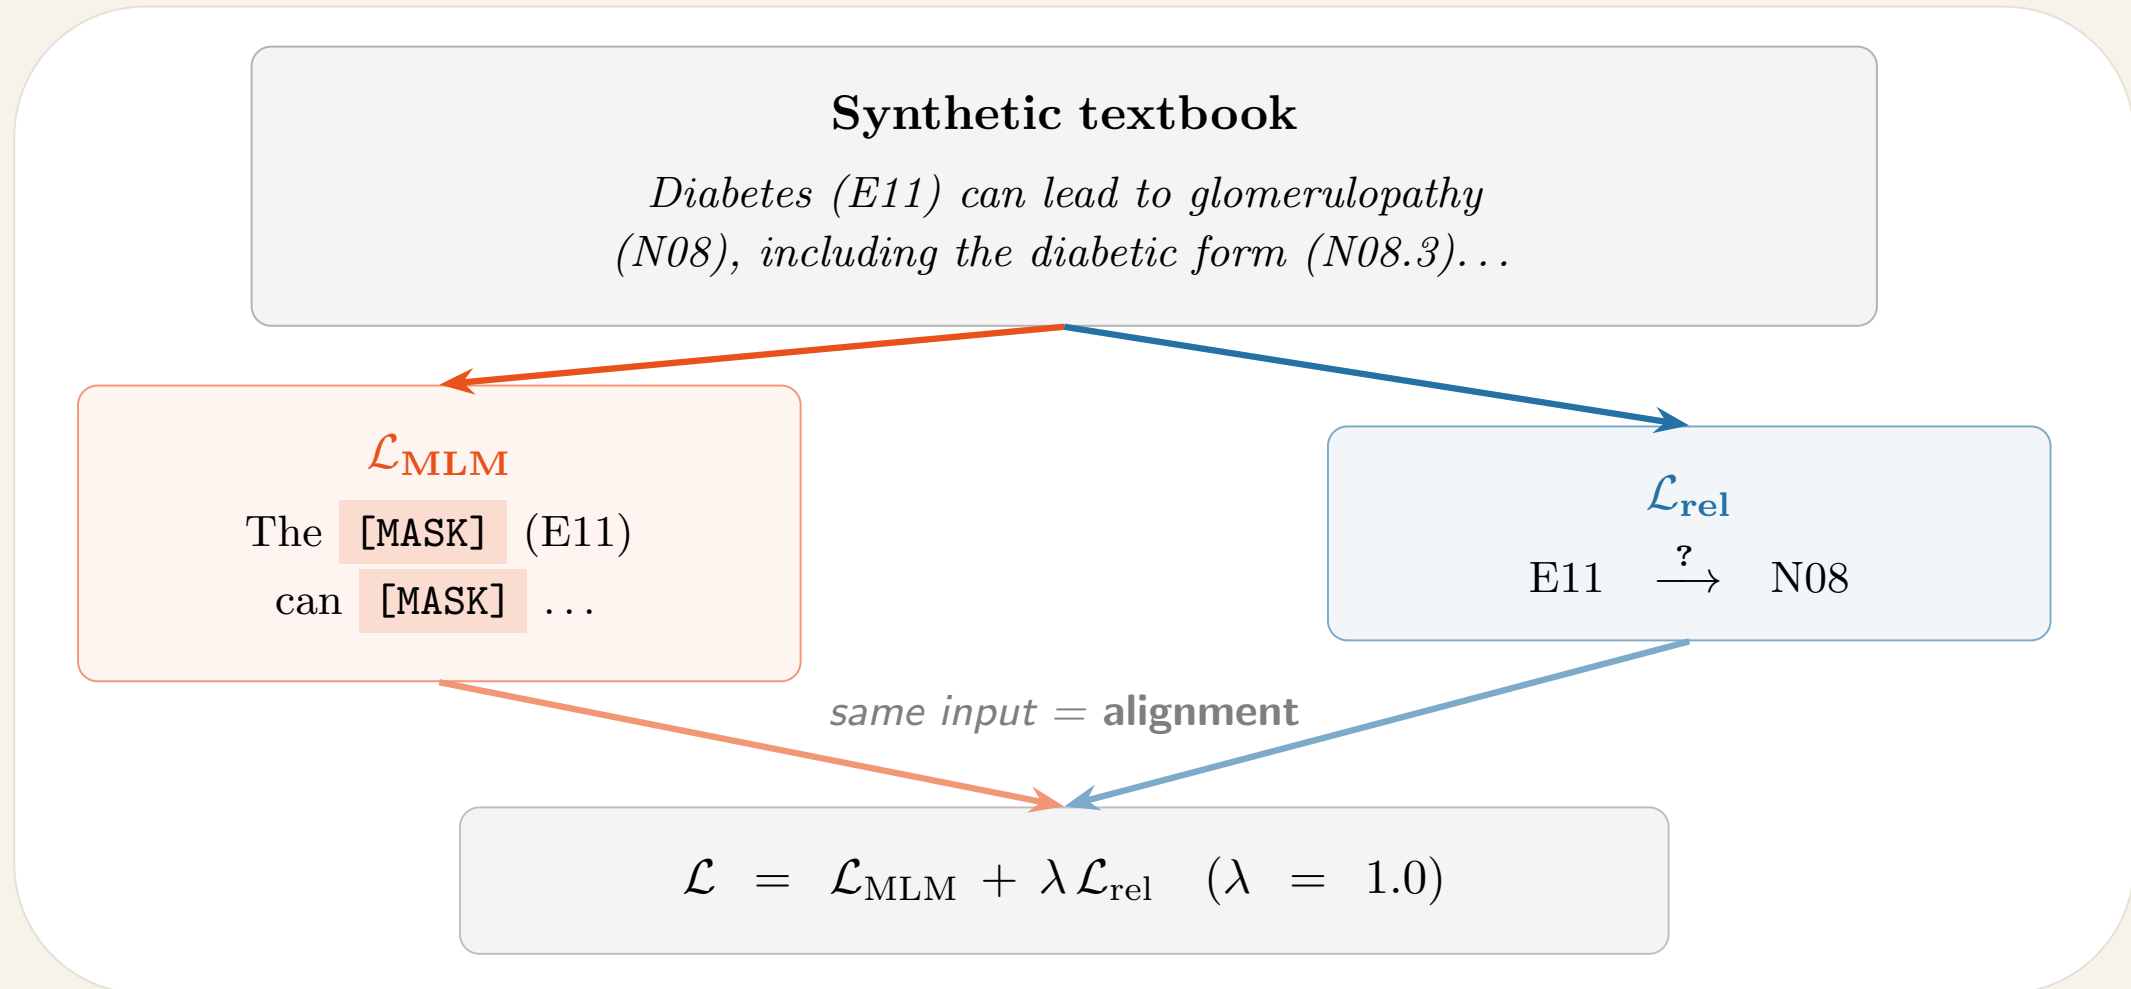 Synthetic textbook
Diabetes (E11) can lead to glomerulopathy
(N08), including the diabetic form (N08.3)...
ℒMLM
The [MASK] (E11)
can [MASK] ...
ℒrel
?
E11 ⟶ N08
same input = alignment
ℒ = ℒMLM + λ ℒrel (λ = 1.0)